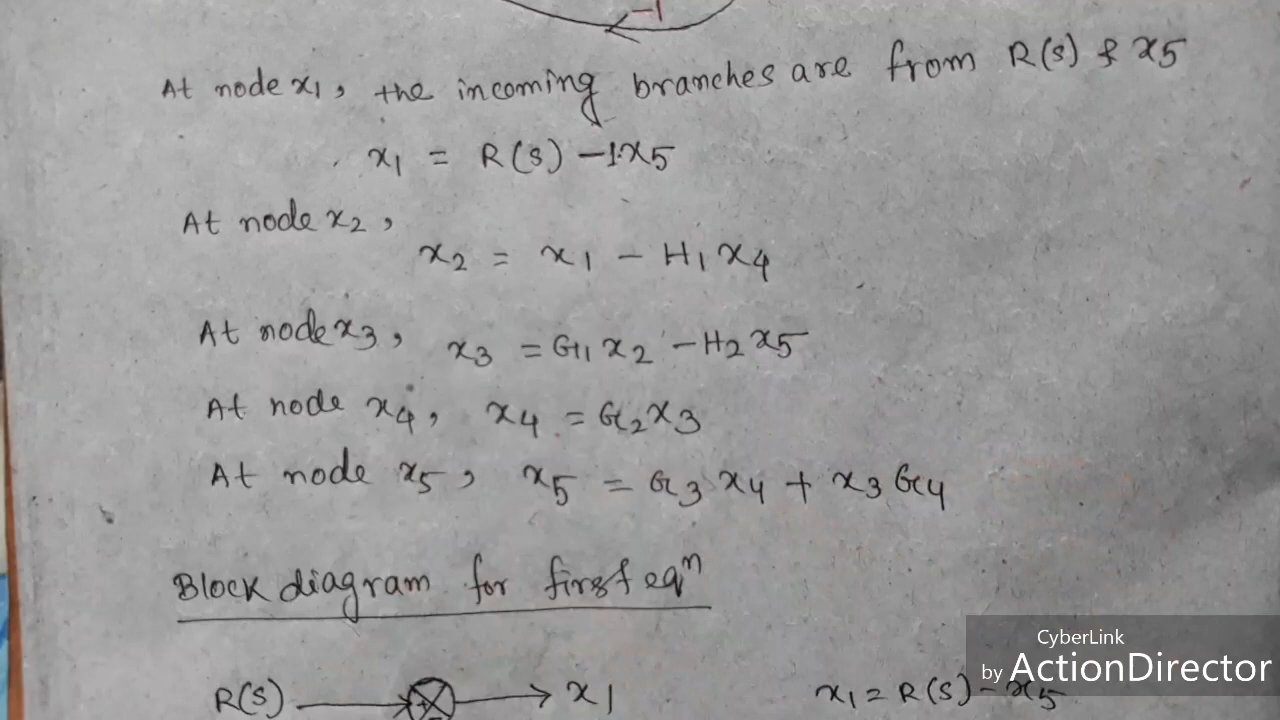 -1
At node x1, the incoming branches are from R(s) & x5
x1 = R(s) -1.x5
At node x2,
x2 = x1 - H1 x4
At node x3, x3 = G1 x2 - H2 x5
At node x4, x4 = G2 x3
At node x5, x5 = G3 x4 + x3 G4
Block diagram for first eqn
R(s) x1 x1 = R(s) - x5
CyberLink
by ActionDirector